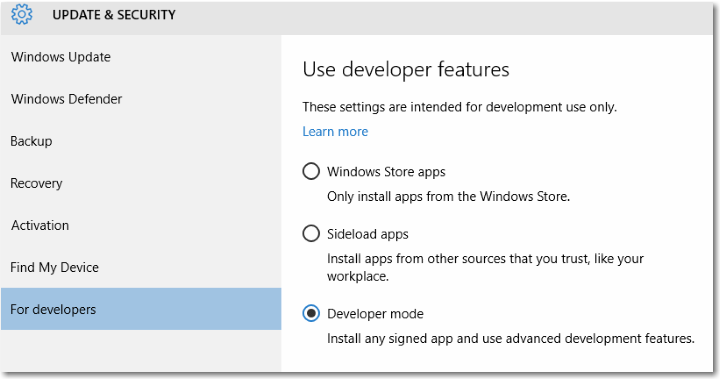 UPDATE & SECURITY
Windows Update
Windows Defender
Backup
Recovery
Activation
Find My Device
For developers
Use developer features
These settings are intended for development use only.
Learn more
Windows Store apps
Only install apps from the Windows Store.
Sideload apps
Install apps from other sources that you trust, like your
workplace.
Developer mode
Install any signed app and use advanced development features.